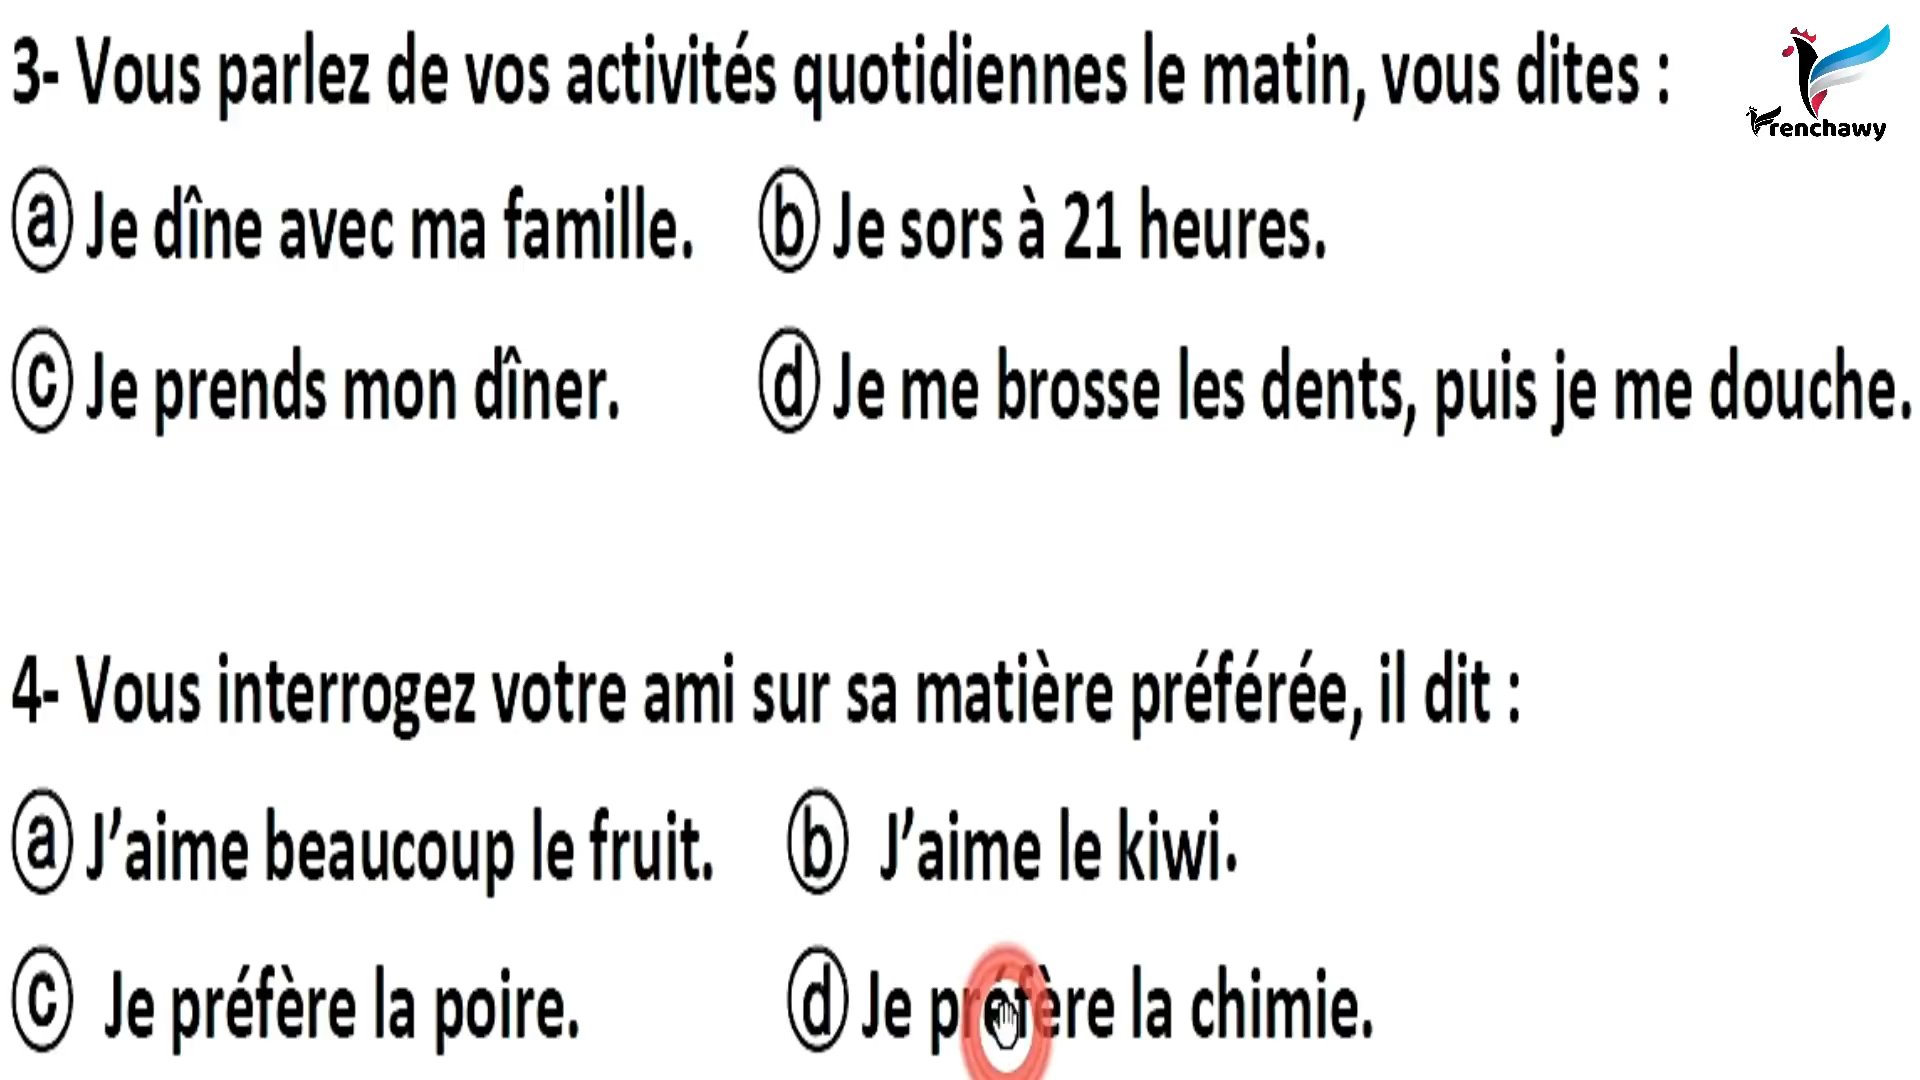 3- Vous parlez de vos activités quotidiennes le matin, vous dites :
Frenchawy
ⓐ Je dîne avec ma famille. ⓑ Je sors à 21 heures.
ⓒ Je prends mon dîner. ⓓ Je me brosse les dents, puis je me douche.
4- Vous interrogez votre ami sur sa matière préférée, il dit :
ⓐ J’aime beaucoup le fruit. ⓑ J’aime le kiwi.
ⓒ Je préfère la poire. ⓓ Je préfère la chimie.